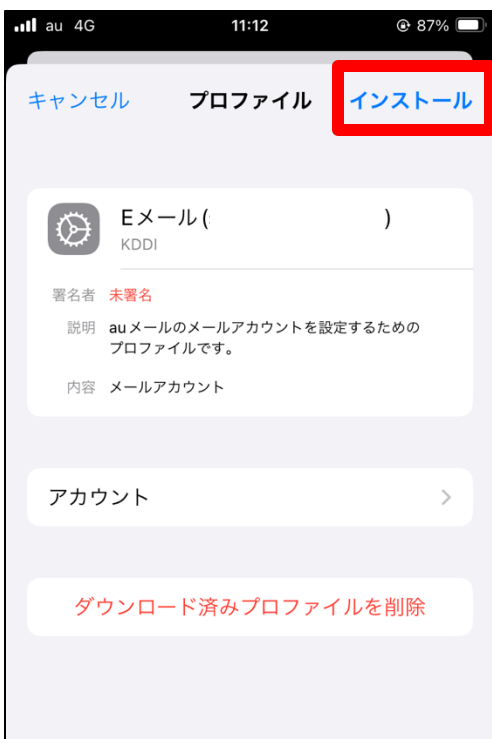 au 4G 11:12 87%
キャンセル プロファイル インストール
Eメール( )
KDDI
署名者 未署名
説明 auメールのメールアカウントを設定するための
プロファイルです。
内容 メールアカウント
アカウント
ダウンロード済みプロファイルを削除